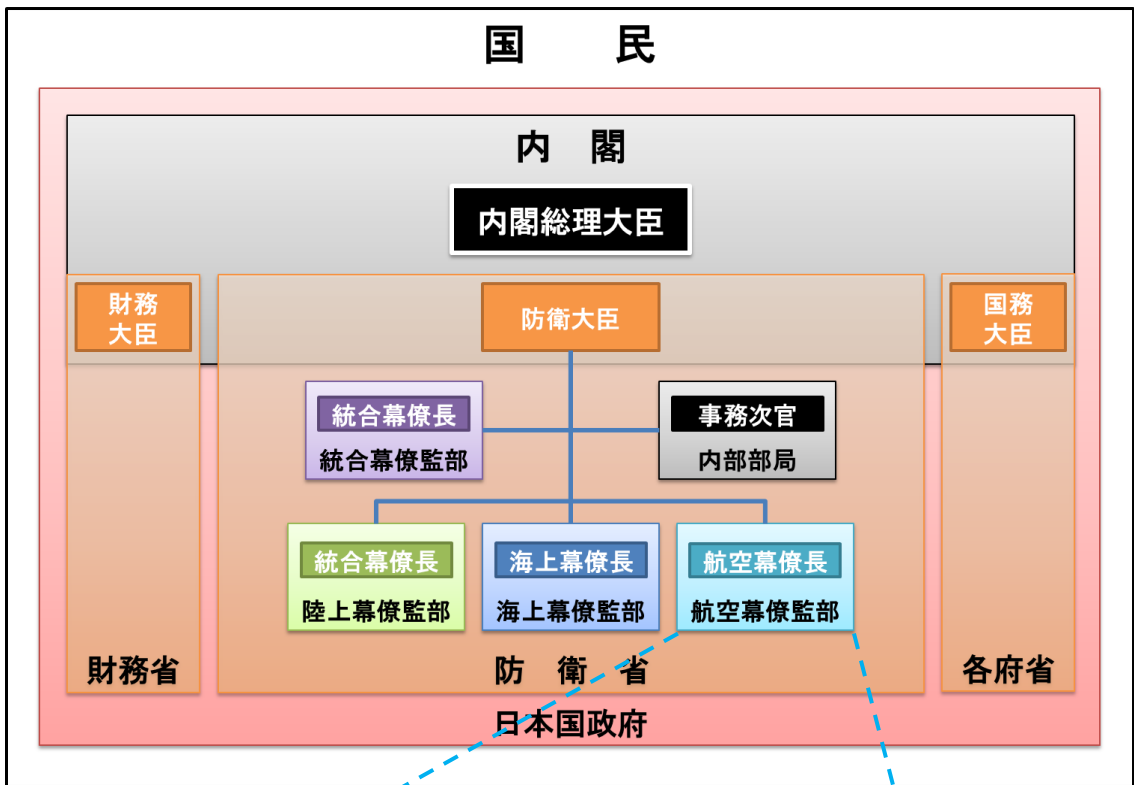 国　民
内　閣
内閣総理大臣
財務
大臣
防衛大臣
国務
大臣
統合幕僚長
統合幕僚監部
事務次官
内部部局
統合幕僚長
陸上幕僚監部
海上幕僚長
海上幕僚監部
航空幕僚長
航空幕僚監部
財務省
防　衛　省
各府省
日本国政府